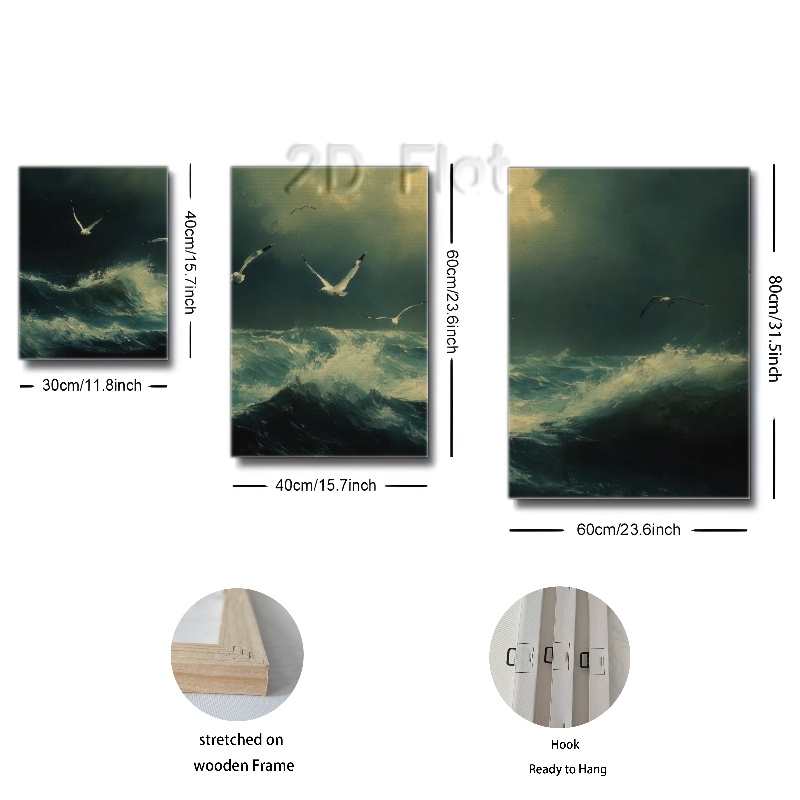 2D Flat
40cm/15.7inch
30cm/11.8inch
60cm/23.6inch
40cm/15.7inch
80cm/31.5inch
60cm/23.6inch
stretched on
wooden Frame
Hook
Ready to Hang